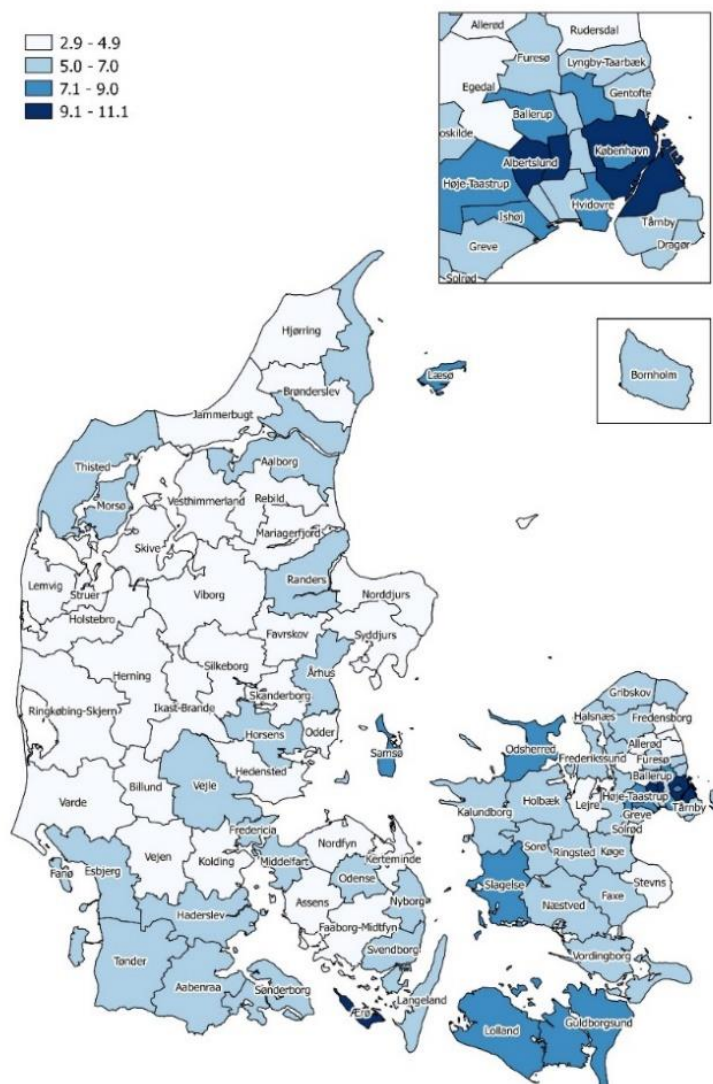 2.9 - 4.9
5.0 - 7.0
7.1 - 9.0
9.1 - 11.1
Allerød
Rudersdal
Furesø
Lyngby-Taarbæk
Egedal
Gentofte
Ballerup
oskilde
København
Albertslund
Høje-Taastrup
Hvidovre
Ishøj
Tårnby
Greve
Dragør
Solrød
Hjørring
Læsø
Bornholm
Brønderslev
Jammerbugt
Thisted
Aalborg
Vesthimmerland
Rebild
Morsø
Mariagerfjord
Skive
Lemvig
Struer
Viborg
Randers
Norddjurs
Holstebro
Favrskov
Syddjurs
Silkeborg
Herning
Århus
Skanderborg
Ringkøbing-Skjern
Ikast-Brande
Horsens
Odder
Samsø
Hedensted
Gribskov
Halsnæs
Fredensborg
Odsherred
Allerød
Frederikssund
Furesø
Ballerup
Billund
Vejle
Varde
Holbæk
Lejre
Høje-Taastrup
Tårnby
Greve
Kalundborg
Solrød
Fredericia
Nordfyn
Vejen
Kolding
Middelfart
Kerteminde
Sorø
Ringsted
Køge
Fanø
Esbjerg
Odense
Slagelse
Stevns
Assens
Nyborg
Næstved
Faxe
Haderslev
Faaborg-Midtfyn
Svendborg
Tønder
Vordingborg
Aabenraa
Sønderborg
Ærø
Langeland
Lolland
Guldborgsund